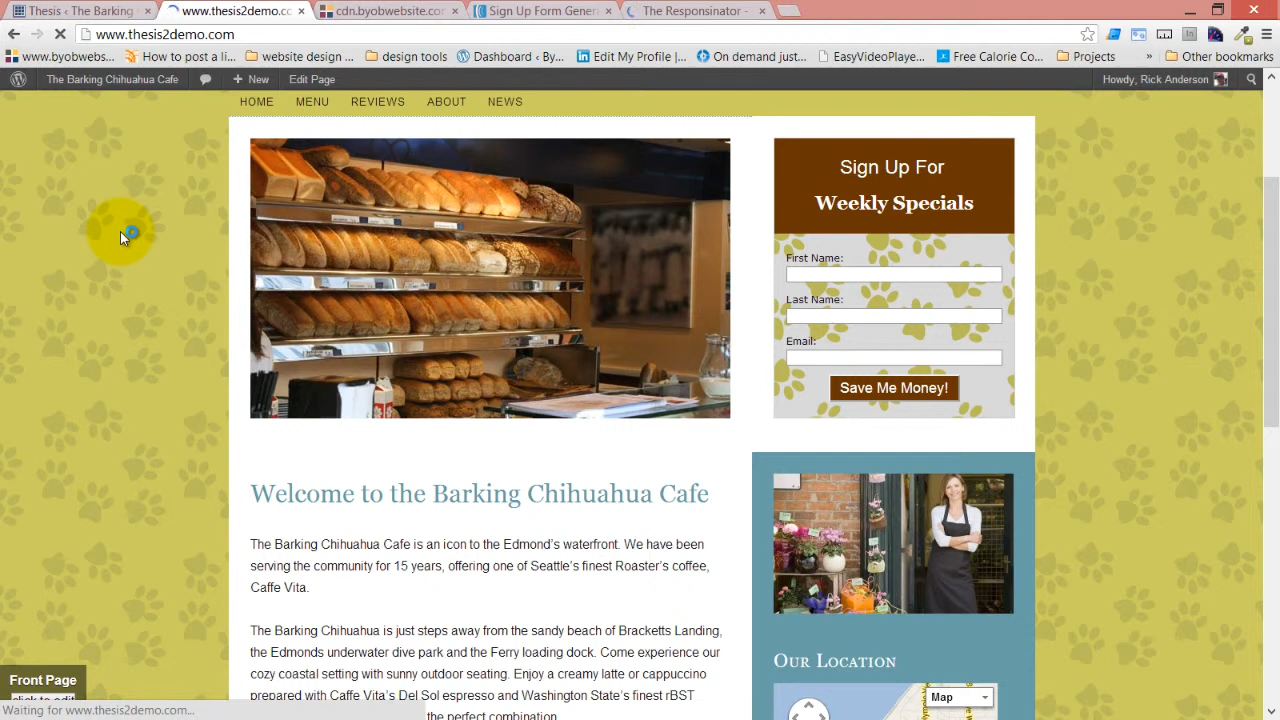 Thesis ‹ The Barking Chihu
www.thesis2demo.co
cdn.byobwebsite.com
Sign Up Form Genera
The Responsinator -
www.thesis2demo.com
www.byobwebs...
How to post a li...
website design ...
design tools
Dashboard ‹ By...
Edit My Profile |...
On demand just...
EasyVideoPlaye...
Free Calorie Co...
Projects
»
Other bookmarks
The Barking Chihuahua Cafe
+ New
Edit Page
Howdy, Rick Anderson
HOME MENU REVIEWS ABOUT NEWS
Sign Up For
Weekly Specials
First Name:
Last Name:
Email:
Save Me Money!
Welcome to the Barking Chihuahua Cafe
The Barking Chihuahua Cafe is an icon to the Edmond's waterfront. We have been
serving the community for 15 years, offering one of Seattle's finest Roaster's coffee,
Caffe Vita.
The Barking Chihuahua is just steps away from the sandy beach of Bracketts Landing,
the Edmonds underwater dive park and the Ferry loading dock. Come experience our
cozy coastal setting with sunny outdoor seating. Enjoy a creamy latte or cappuccino
prepared with Caffe Vita's Del Sol espresso and Washington State's finest rBST
the perfect combination.
Our Location
Map
Front Page
click to edit
Waiting for www.thesis2demo.com...